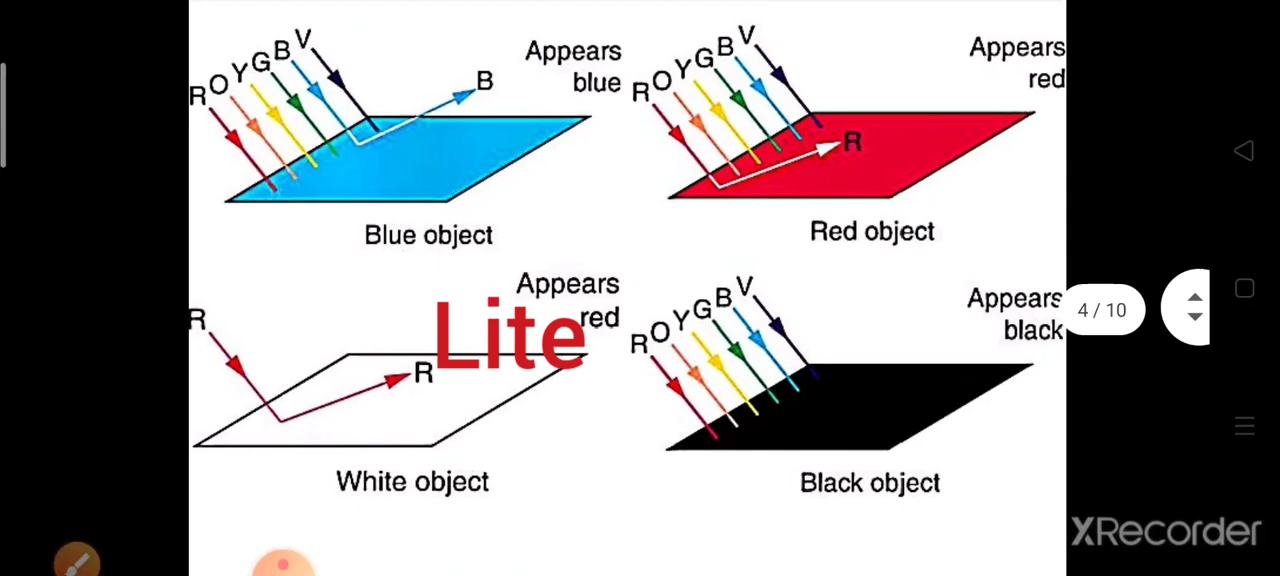 R O Y G B V
B
Appears
blue
Blue object
R O Y G B V
R
Appears
red
Red object
R
R
Appears
red
Lite
White object
R O Y G B V
Appears
black
Black object
4 / 10
XRecorder